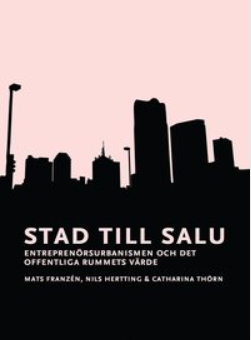 STAD TILL SALU
ENTREPRENÖRSURBANISMEN OCH DET
OFFENTLIGA RUMMETS VÄRDE
MATS FRANZÉN, NILS HERTTING & CATHARINA THÖRN